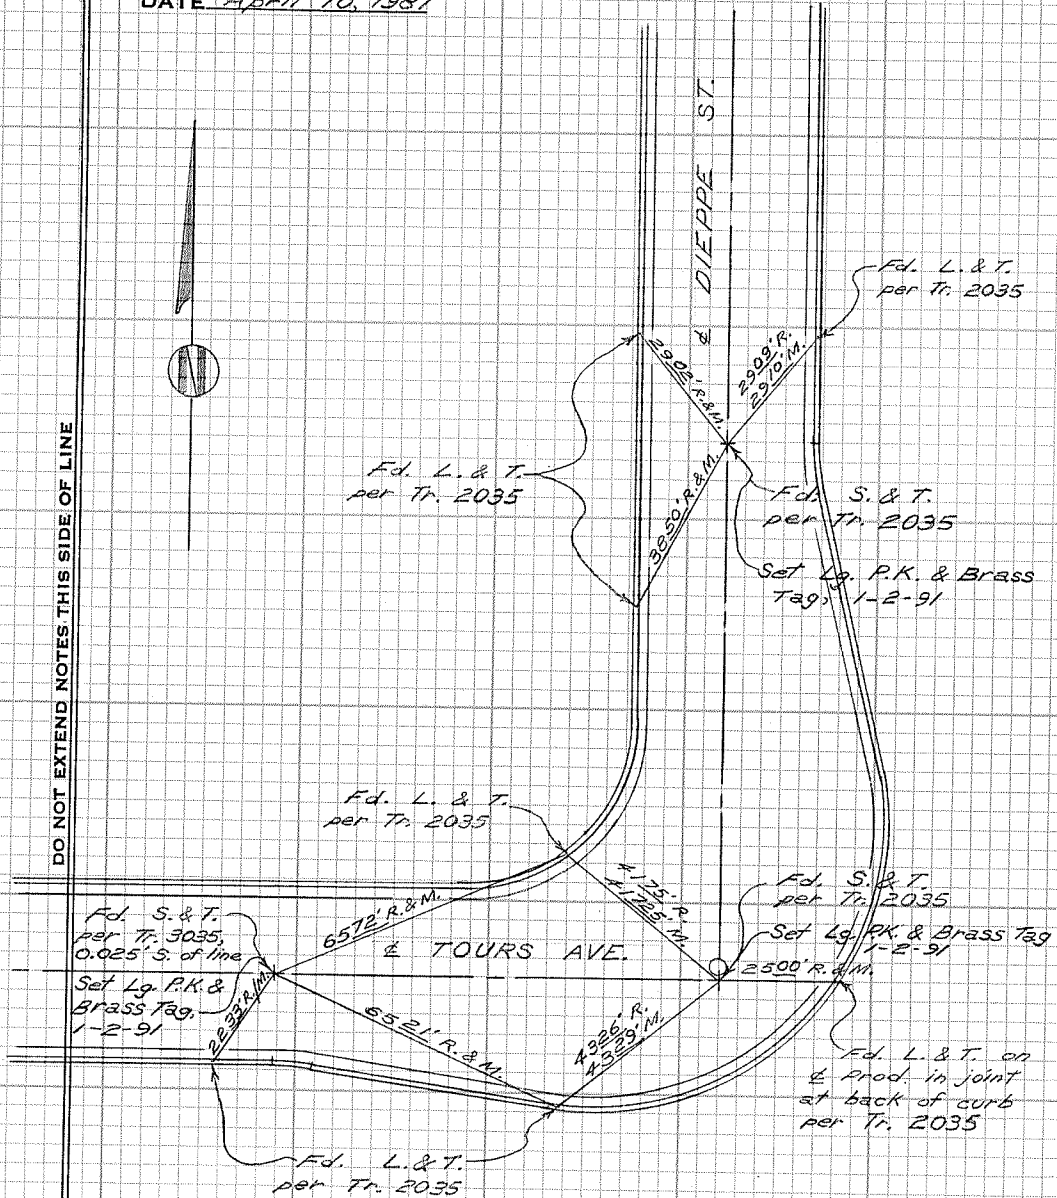 DATE April 10, 1981
DO NOT EXTEND NOTES THIS SIDE OF LINE
N
℄ DIEPPE ST.
Fd. L. & T.
per Tr. 2035
29.02' R.&M.
29.09' R.
29.10' M.
Fd. L. & T.
per Tr. 2035
38.50' R.&M.
Fd. S. & T.
per Tr. 2035
Set Lg. P.K. & Brass
Tag, 1-2-91
Fd. L. & T.
per Tr. 2035
41.75' R.
41.725' M.
Fd. S. & T.
per Tr. 2035
Set Lg. P.K. & Brass Tag
1-2-91
Fd. S. & T.
per Tr. 3035,
0.025' S. of line
Set Lg. P.K. &
Brass Tag,
1-2-91
65.72' R.&M.
℄ TOURS AVE.
25.00' R.&M.
22.33' R./M.
65.21' R.&M.
43.26' R.
43.29' M.
Fd. L. & T. on
℄ Prod. in joint
at back of curb
per Tr. 2035
Fd. L. & T.
per Tr. 2035